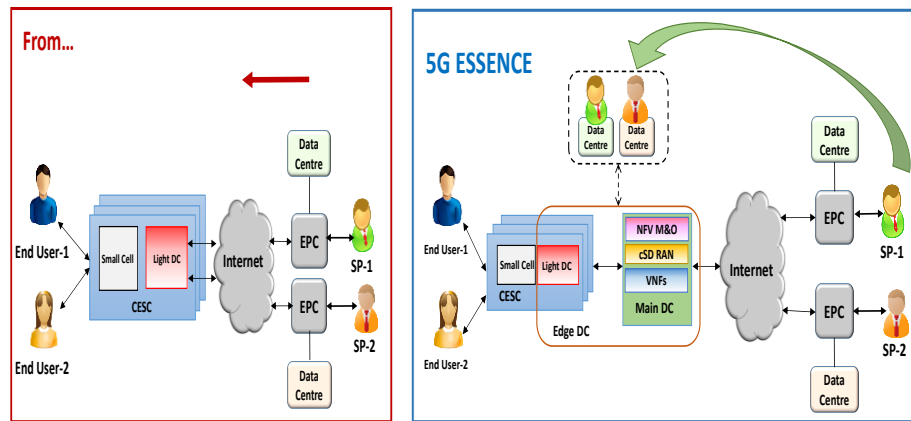 From...
Data
Centre
End User-1
Small Cell
Light DC
CESC
Internet
EPC
SP-1
EPC
SP-2
End User-2
Data
Centre
5G ESSENCE
Data
Centre
Data
Centre
Data
Centre
End User-1
NFV M&O
cSD RAN
VNFs
Main DC
Small Cell
Light DC
CESC
Edge DC
Internet
EPC
SP-1
EPC
SP-2
End User-2
Data
Centre